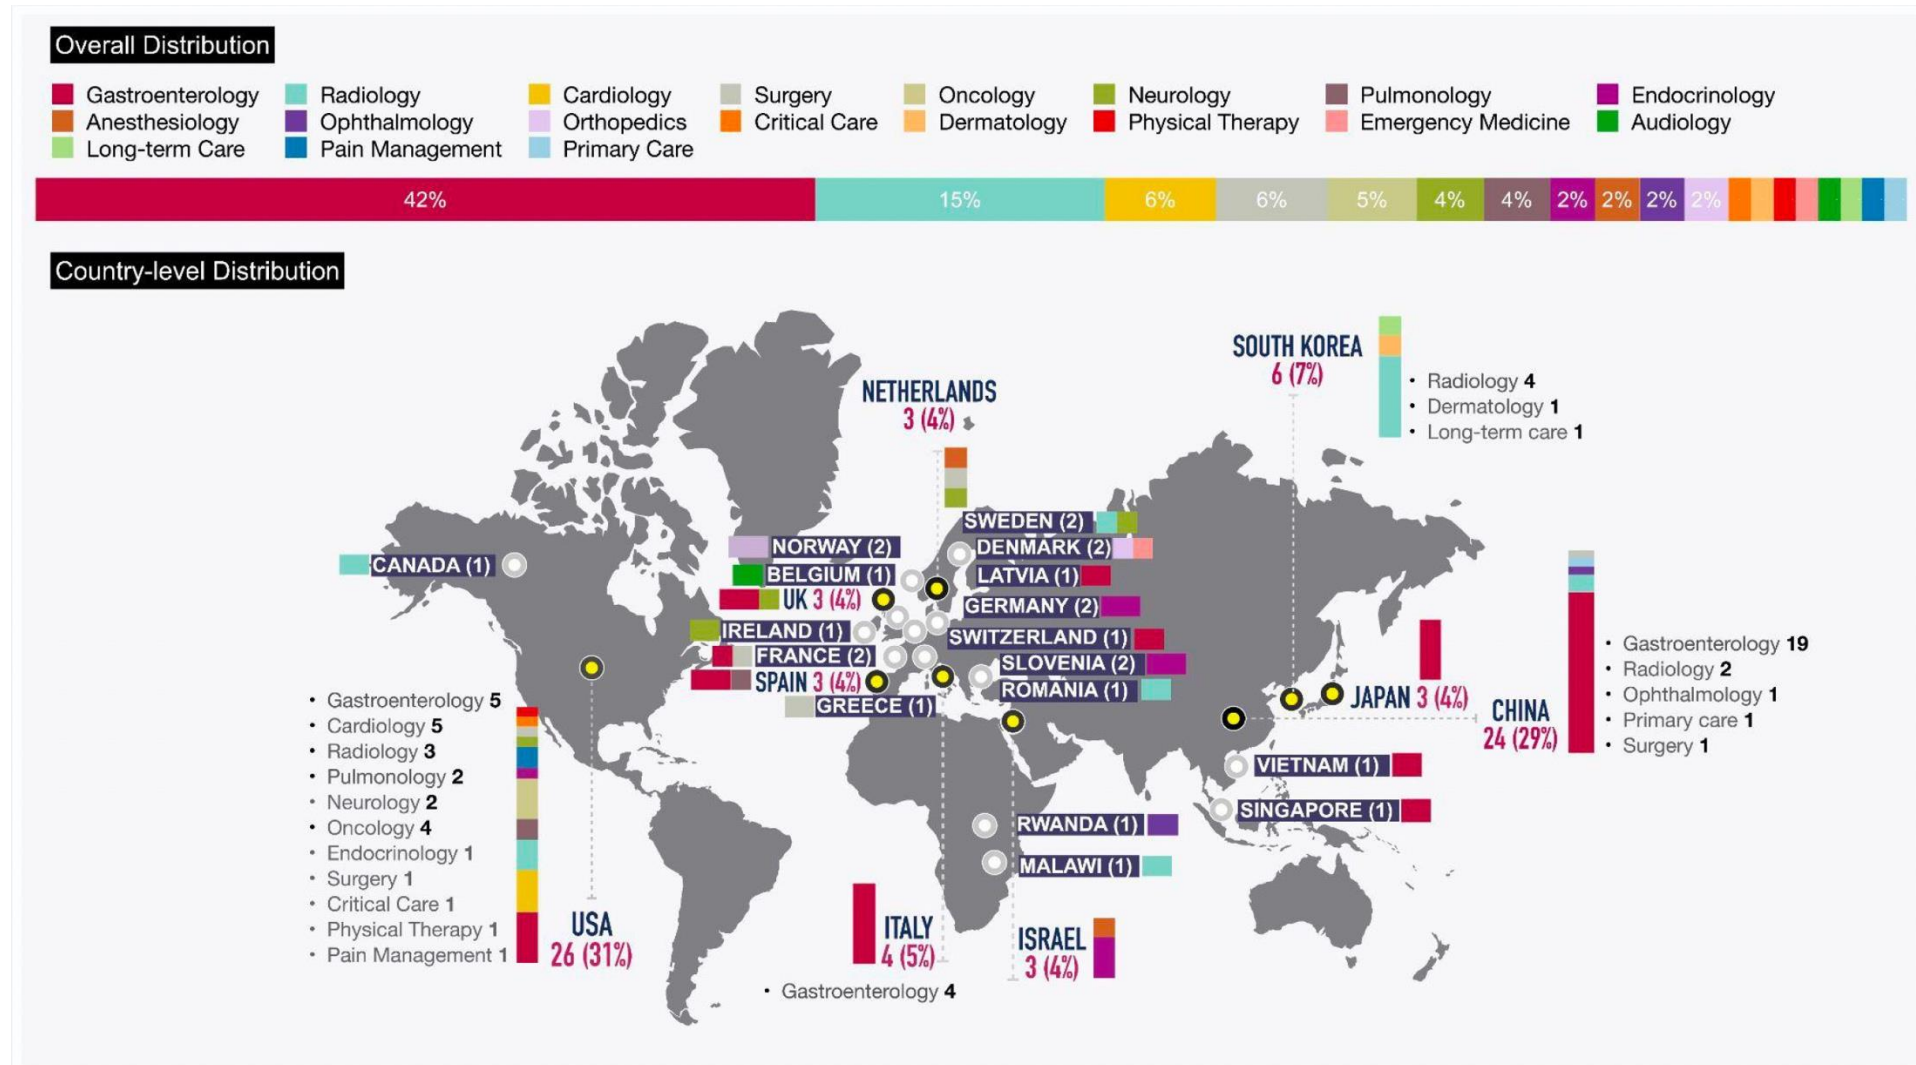 Overall Distribution
Gastroenterology Radiology Cardiology Surgery Oncology Neurology Pulmonology Endocrinology
Anesthesiology Ophthalmology Orthopedics Critical Care Dermatology Physical Therapy Emergency Medicine Audiology
Long-term Care Pain Management Primary Care
42% 15% 6% 6% 5% 4% 4% 2% 2% 2% 2%
Country-level Distribution
SOUTH KOREA
6 (7%)
• Radiology 4
• Dermatology 1
• Long-term care 1
NETHERLANDS
3 (4%)
SWEDEN (2)
NORWAY (2)
DENMARK (2)
CANADA (1)
BELGIUM (1)
LATVIA (1)
UK 3 (4%)
GERMANY (2)
IRELAND (1)
SWITZERLAND (1)
FRANCE (2)
SLOVENIA (2)
SPAIN 3 (4%)
ROMANIA (1)
GREECE (1)
JAPAN 3 (4%)
CHINA
24 (29%)
• Gastroenterology 19
• Radiology 2
• Ophthalmology 1
• Primary care 1
• Surgery 1
VIETNAM (1)
SINGAPORE (1)
RWANDA (1)
MALAWI (1)
• Gastroenterology 5
• Cardiology 5
• Radiology 3
• Pulmonology 2
• Neurology 2
• Oncology 4
• Endocrinology 1
• Surgery 1
• Critical Care 1
• Physical Therapy 1
• Pain Management 1
USA
26 (31%)
ITALY
4 (5%)
• Gastroenterology 4
ISRAEL
3 (4%)